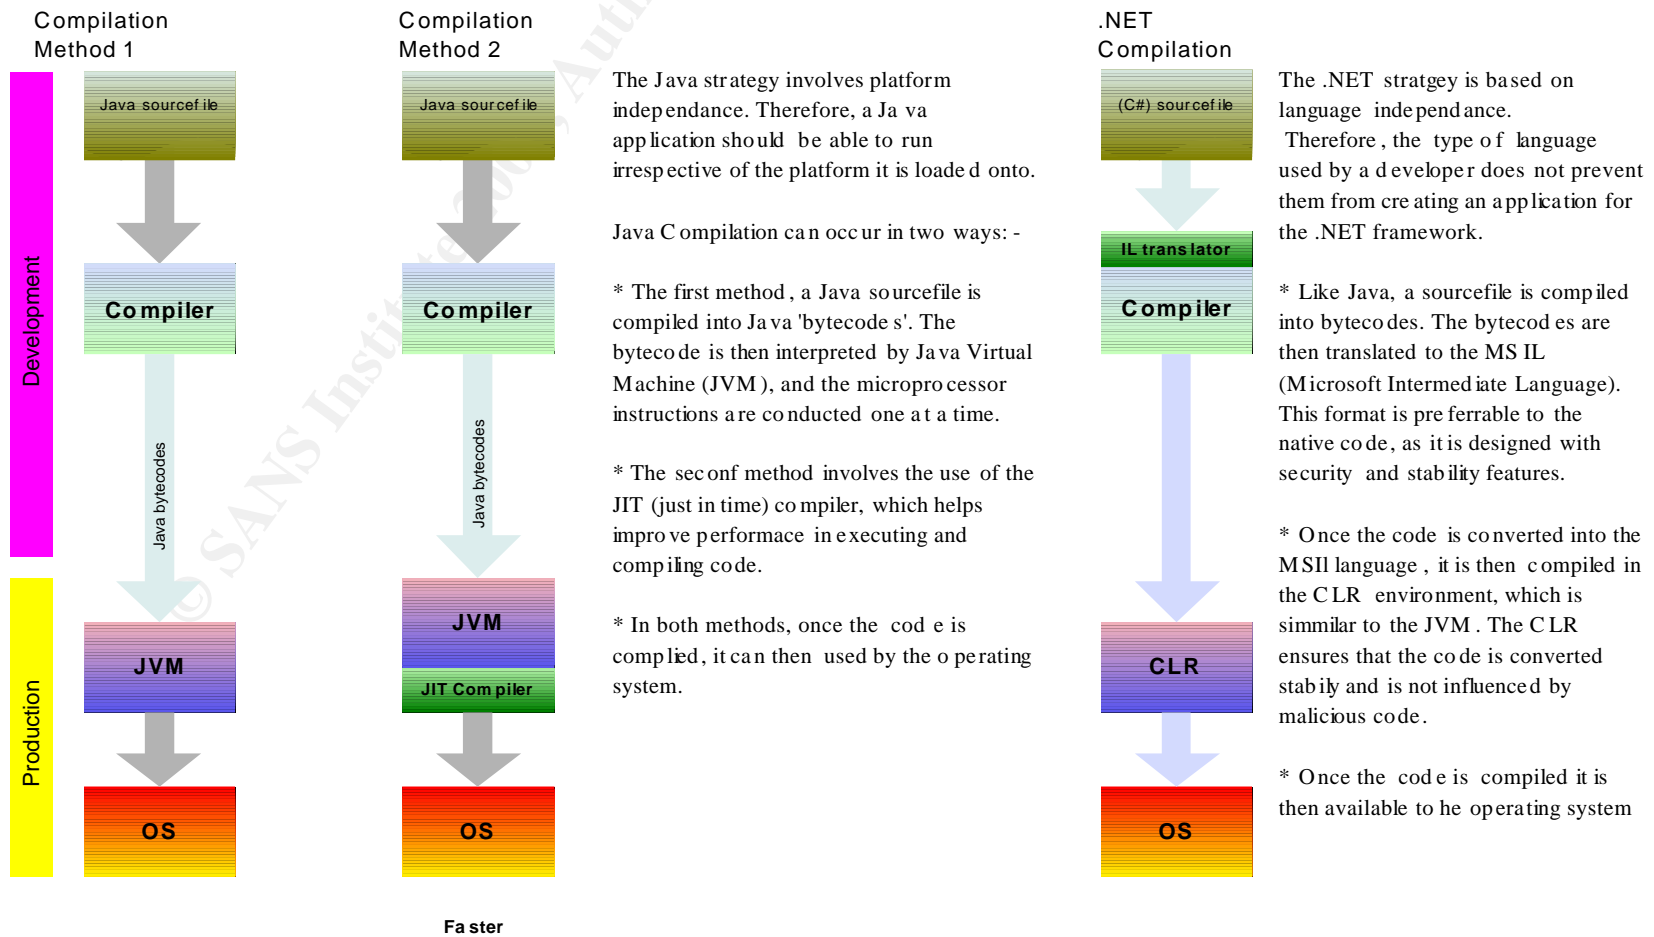 Compilation
Method 1
Java sourcefile
Compiler
Java bytecodes
JVM
OS
Development
Production
Compilation
Method 2
Java sourcefile
Compiler
Java bytecodes
JVM
JIT Compiler
OS
Faster
The Java strategy involves platform
independance. Therefore, a Java
application should be able to run
irrespective of the platform it is loaded onto.
Java Compilation can occur in two ways: -
* The first method, a Java sourcefile is
compiled into Java 'bytecodes'. The
bytecode is then interpreted by Java Virtual
Machine (JVM), and the microprocessor
instructions are conducted one at a time.
* The seconf method involves the use of the
JIT (just in time) compiler, which helps
improve performace in executing and
compiling code.
* In both methods, once the code is
complied, it can then used by the operating
system.
.NET
Compilation
(C#) sourcefile
IL translator
Compiler
CLR
OS
The .NET stratgey is based on
language independance.
Therefore, the type of language
used by a developer does not prevent
them from creating an application for
the .NET framework.
* Like Java, a sourcefile is compiled
into bytecodes. The bytecodes are
then translated to the MS IL
(Microsoft Intermediate Language).
This format is preferrable to the
native code, as it is designed with
security and stability features.
* Once the code is converted into the
MSIl language, it is then compiled in
the CLR environment, which is
simmilar to the JVM. The CLR
ensures that the code is converted
stabily and is not influenced by
malicious code.
* Once the code is compiled it is
then available to he operating system
© SANS Institute 200